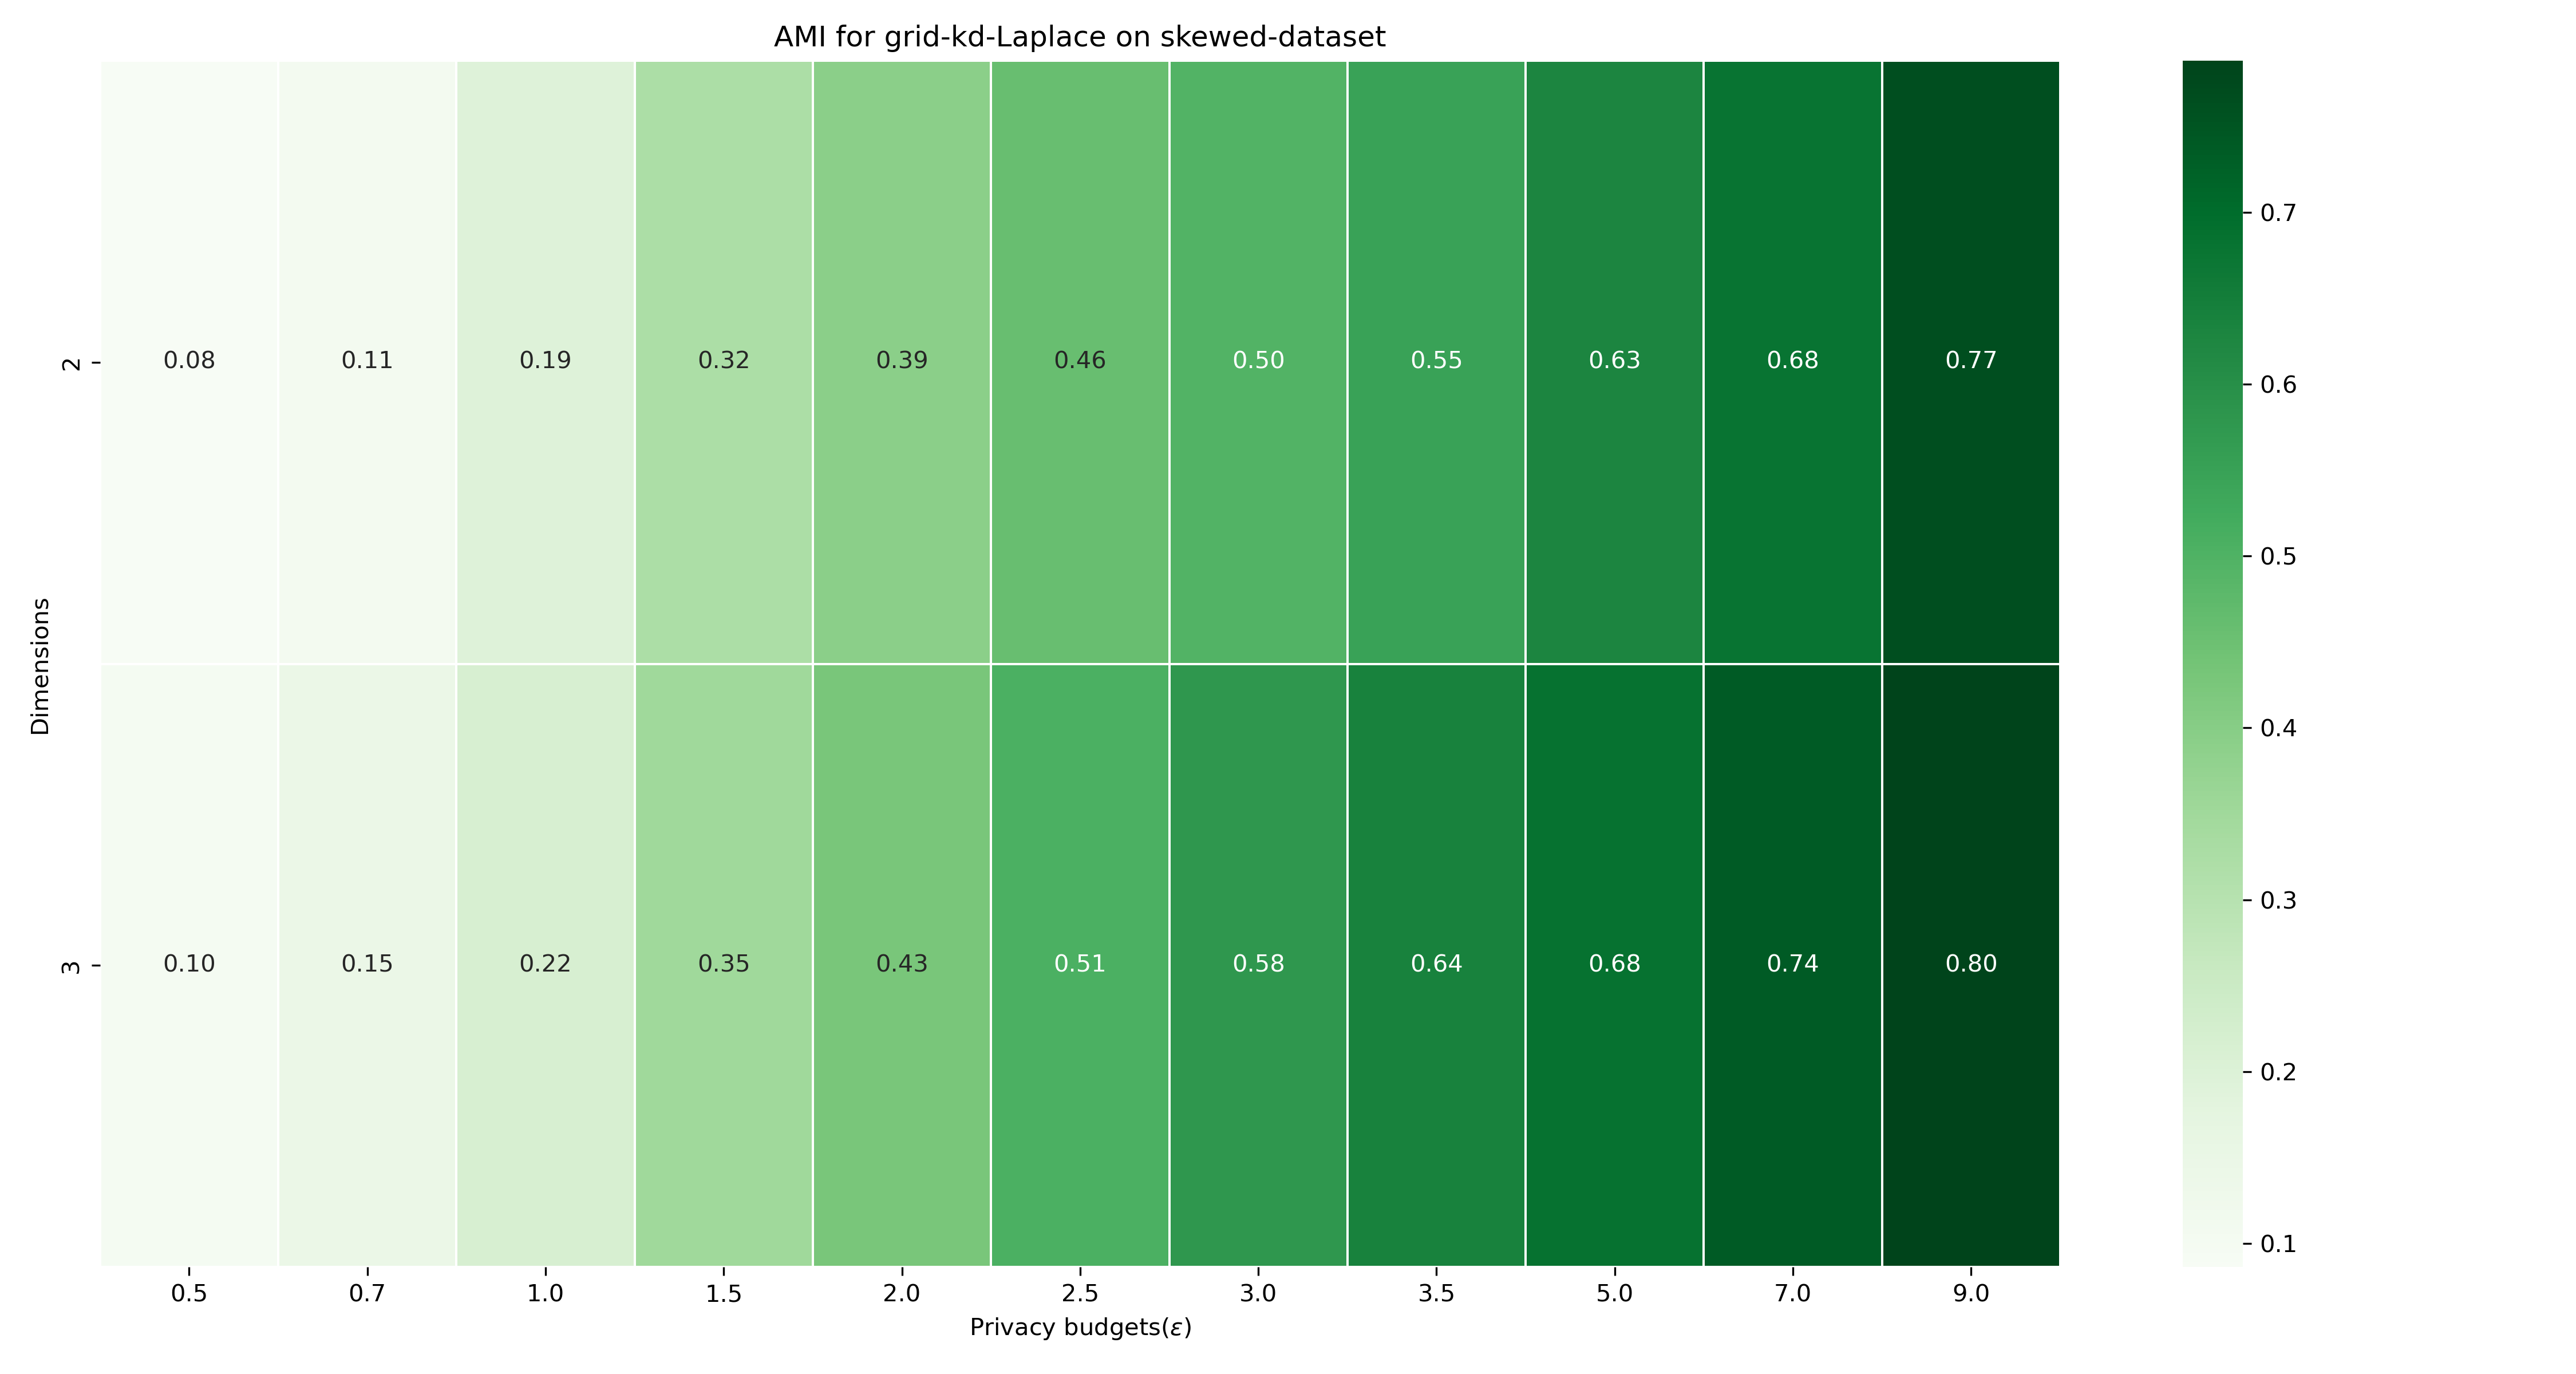 AMI for grid-kd-Laplace on skewed-dataset
Dimensions
2
0.08 0.11 0.19 0.32 0.39 0.46 0.50 0.55 0.63 0.68 0.77
3
0.10 0.15 0.22 0.35 0.43 0.51 0.58 0.64 0.68 0.74 0.80
0.5 0.7 1.0 1.5 2.0 2.5 3.0 3.5 5.0 7.0 9.0
Privacy budgets(ε)
0.7
0.6
0.5
0.4
0.3
0.2
0.1